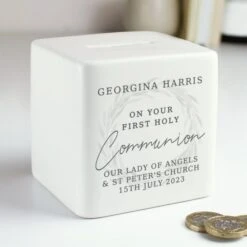 GEORGINA HARRIS
ON YOUR
FIRST HOLY
Communion
OUR LADY OF ANGELS
& ST PETER'S CHURCH
15TH JULY 2023